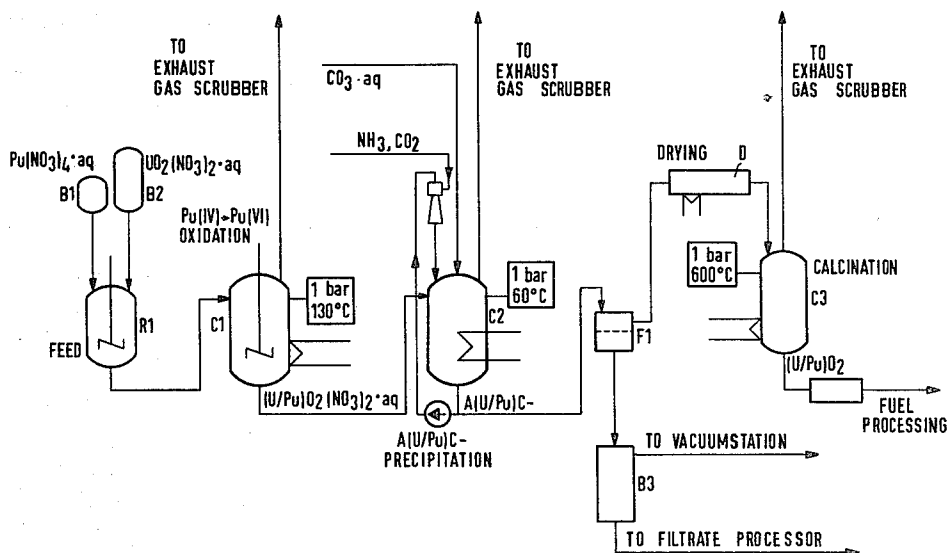 TO
EXHAUST
GAS SCRUBBER
TO
EXHAUST
GAS SCRUBBER
TO
EXHAUST
GAS SCRUBBER
CO3·aq
NH3, CO2
Pu(NO3)4·aq
UO2(NO3)2·aq
B1
B2
Pu(IV)→Pu(VI)
OXIDATION
DRYING
D
1 bar
130°C
1 bar
60°C
1 bar
600°C
CALCINATION
C3
R1
FEED
C1
C2
F1
(U/Pu)O2(NO3)2·aq
A(U/Pu)C-
A(U/Pu)C-
PRECIPITATION
(U/Pu)O2
FUEL
PROCESSING
TO VACUUMSTATION
B3
TO FILTRATE PROCESSOR